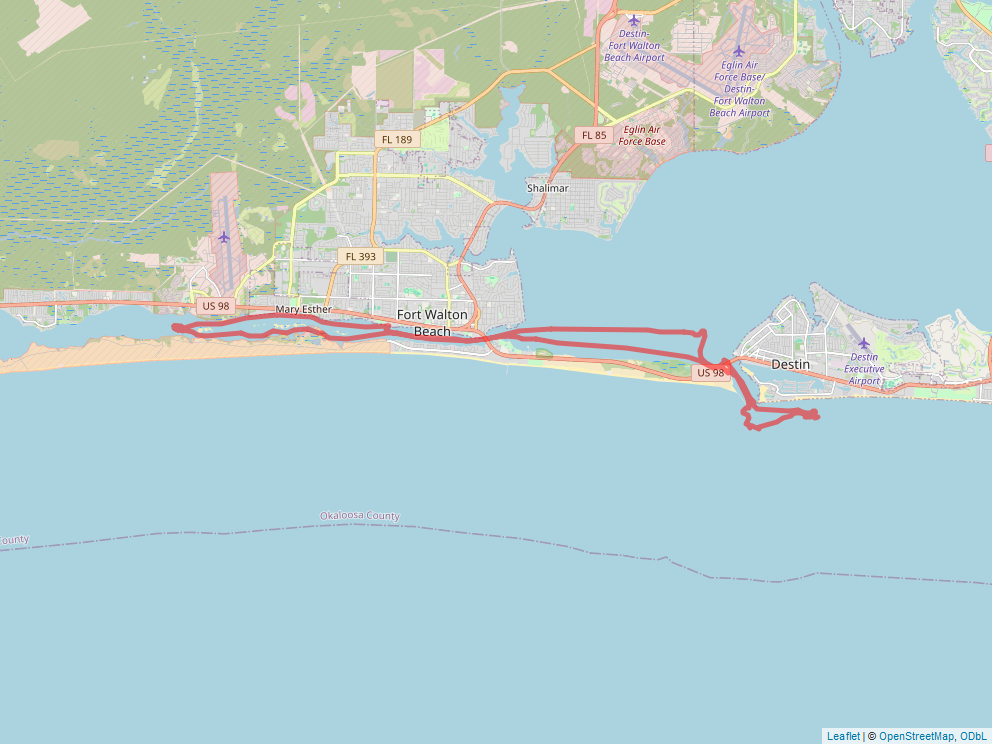 Destin-
Fort Walton
Beach Airport
Eglin Air
Force Base/
Destin-
Fort Walton
Beach Airport
FL 189
FL 85
Eglin Air
Force Base
Shalimar
FL 393
US 98
Mary Esther
Fort Walton
Beach
Destin
Destin
Executive
Airport
US 98
Okaloosa County
County
Leaflet | © OpenStreetMap, ODbL